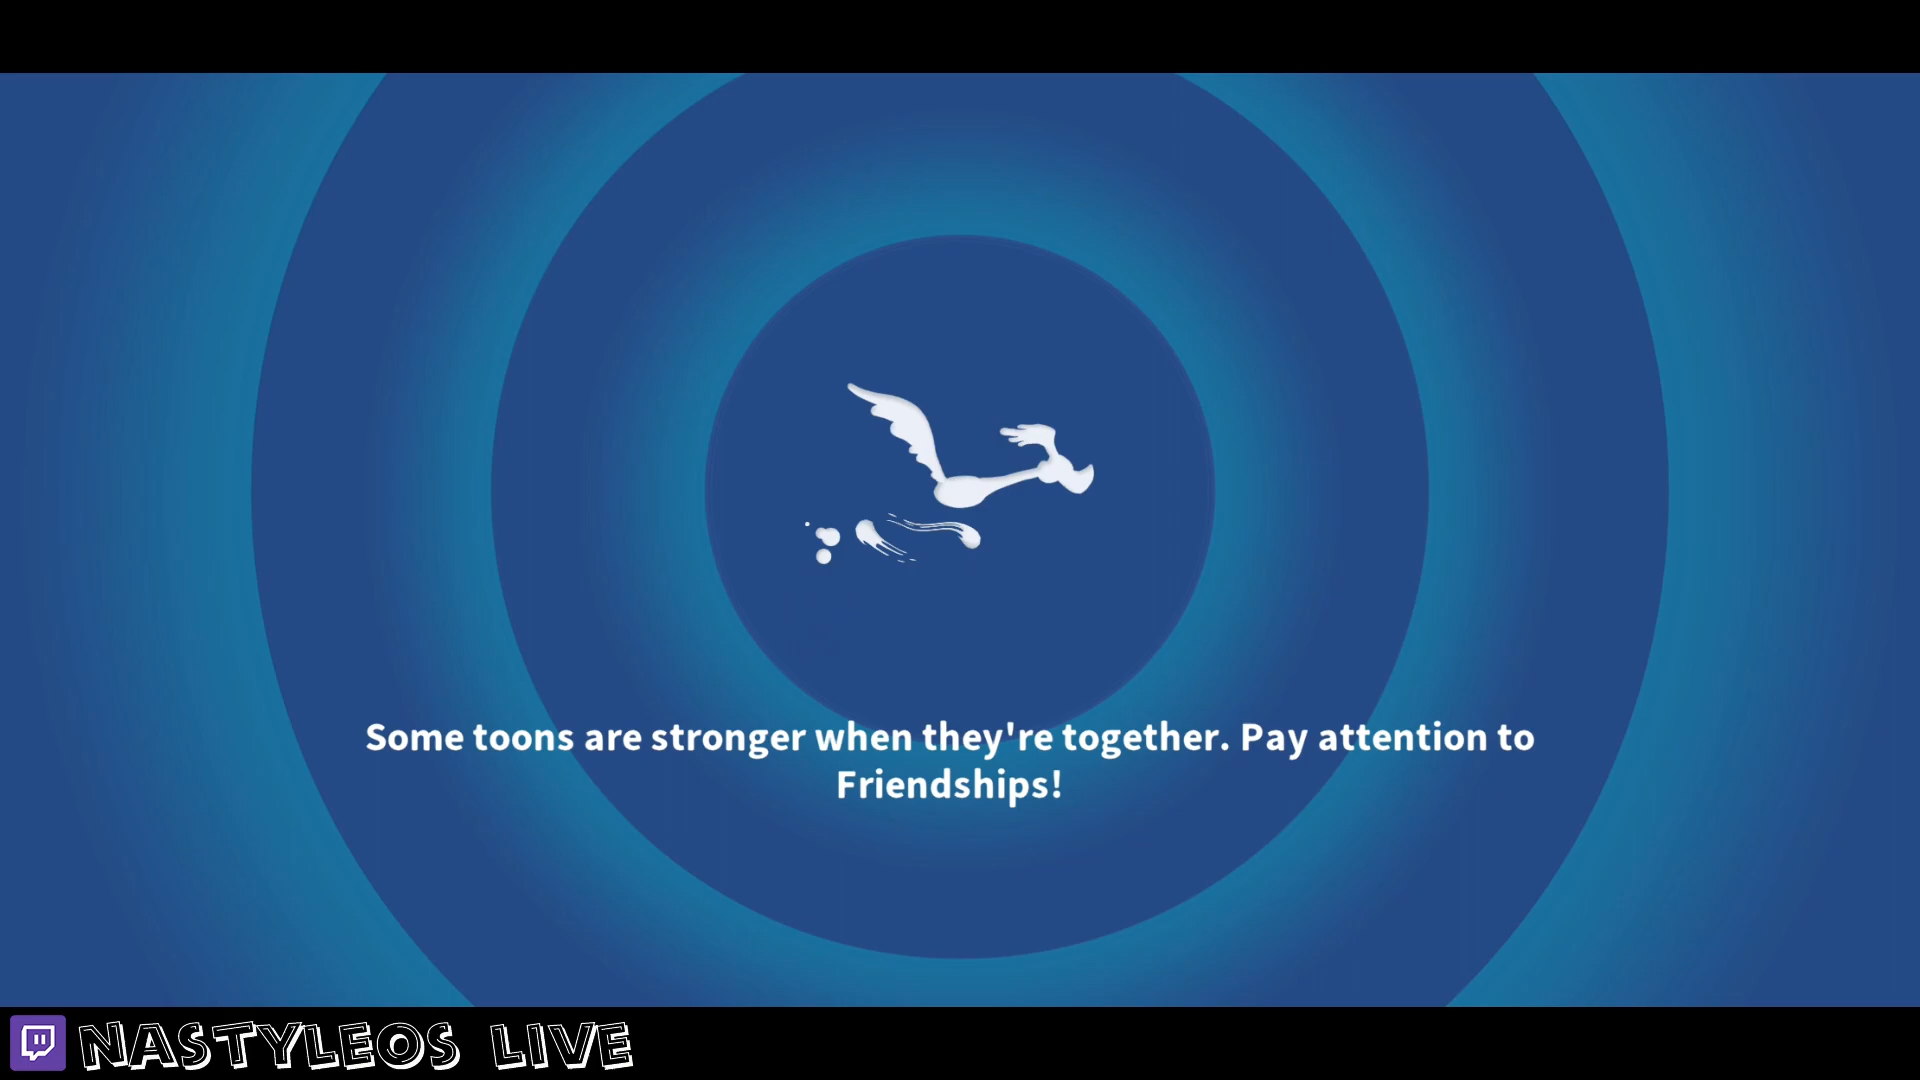 Some toons are stronger when they're together. Pay attention to
Friendships!
NASTYLEOS LIVE